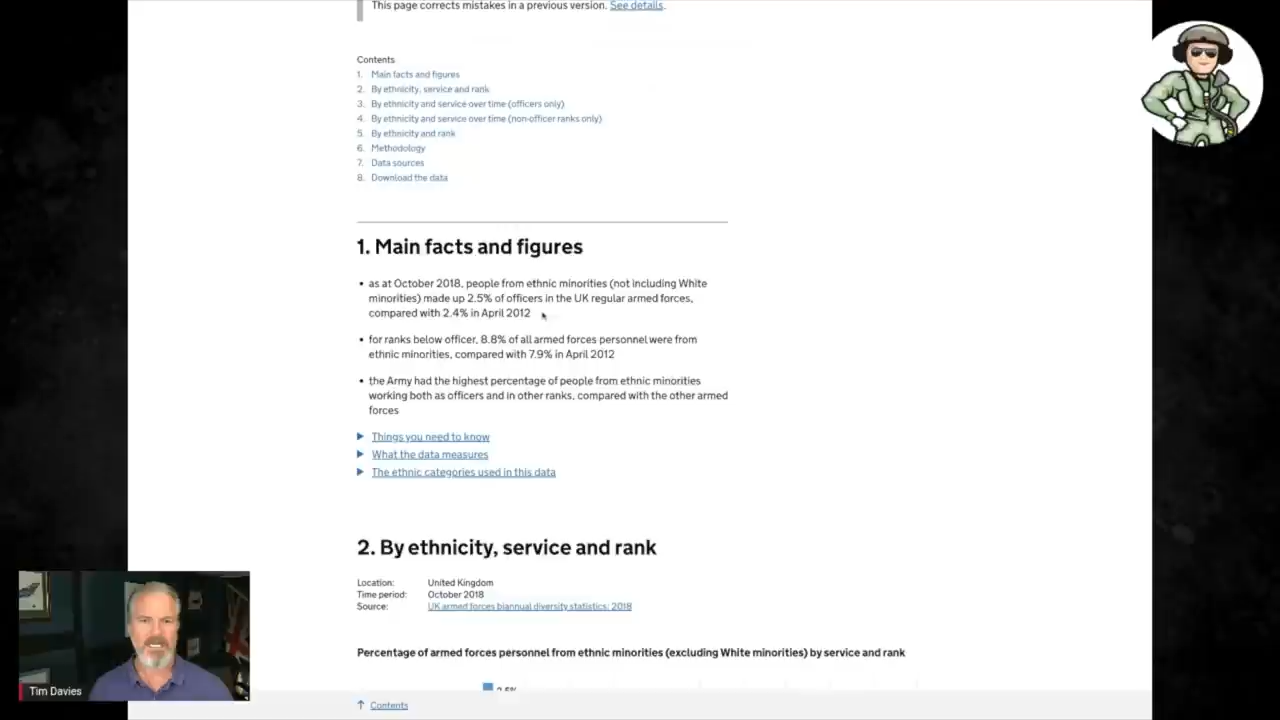 This page corrects mistakes in a previous version. See details.
Contents
1. Main facts and figures
2. By ethnicity, service and rank
3. By ethnicity and service over time (officers only)
4. By ethnicity and service over time (non-officer ranks only)
5. By ethnicity and rank
6. Methodology
7. Data sources
8. Download the data
1. Main facts and figures
• as at October 2018, people from ethnic minorities (not including White
minorities) made up 2.5% of officers in the UK regular armed forces,
compared with 2.4% in April 2012
• for ranks below officer, 8.8% of all armed forces personnel were from
ethnic minorities, compared with 7.9% in April 2012
• the Army had the highest percentage of people from ethnic minorities
working both as officers and in other ranks, compared with the other armed
forces
Things you need to know
What the data measures
The ethnic categories used in this data
2. By ethnicity, service and rank
Location: United Kingdom
Time period: October 2018
Source: UK armed forces biannual diversity statistics: 2018
Percentage of armed forces personnel from ethnic minorities (excluding White minorities) by service and rank
2.5%
↑ Contents
Tim Davies